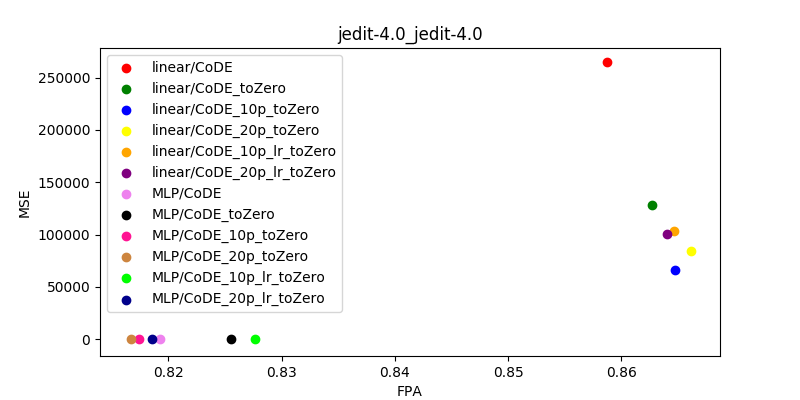 jedit-4.0_jedit-4.0
linear/CoDE
linear/CoDE_toZero
linear/CoDE_10p_toZero
linear/CoDE_20p_toZero
linear/CoDE_10p_lr_toZero
linear/CoDE_20p_lr_toZero
MLP/CoDE
MLP/CoDE_toZero
MLP/CoDE_10p_toZero
MLP/CoDE_20p_toZero
MLP/CoDE_10p_lr_toZero
MLP/CoDE_20p_lr_toZero
MSE
250000
200000
150000
100000
50000
0
0.82 0.83 0.84 0.85 0.86
FPA